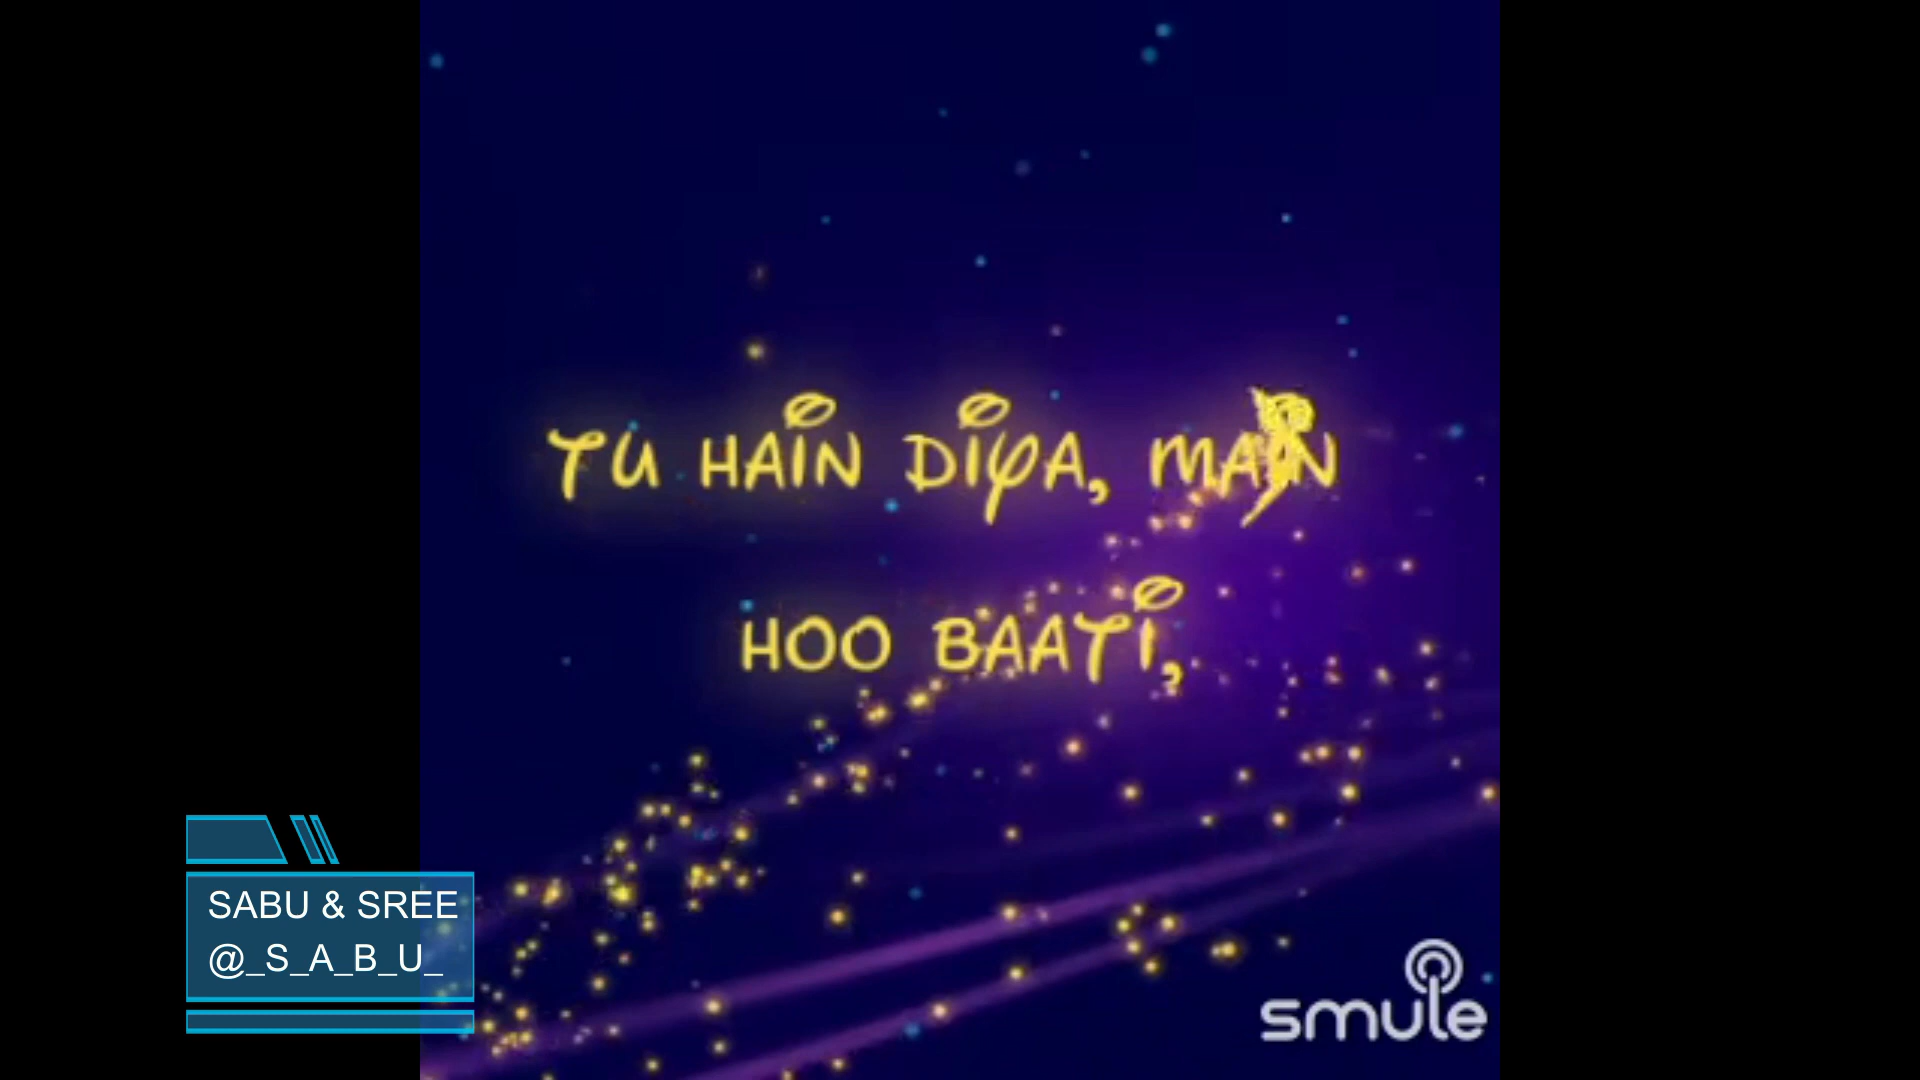 TU HAIN DIYA, MAIN
HOO BAATI,
SABU & SREE
@_S_A_B_U_
smule